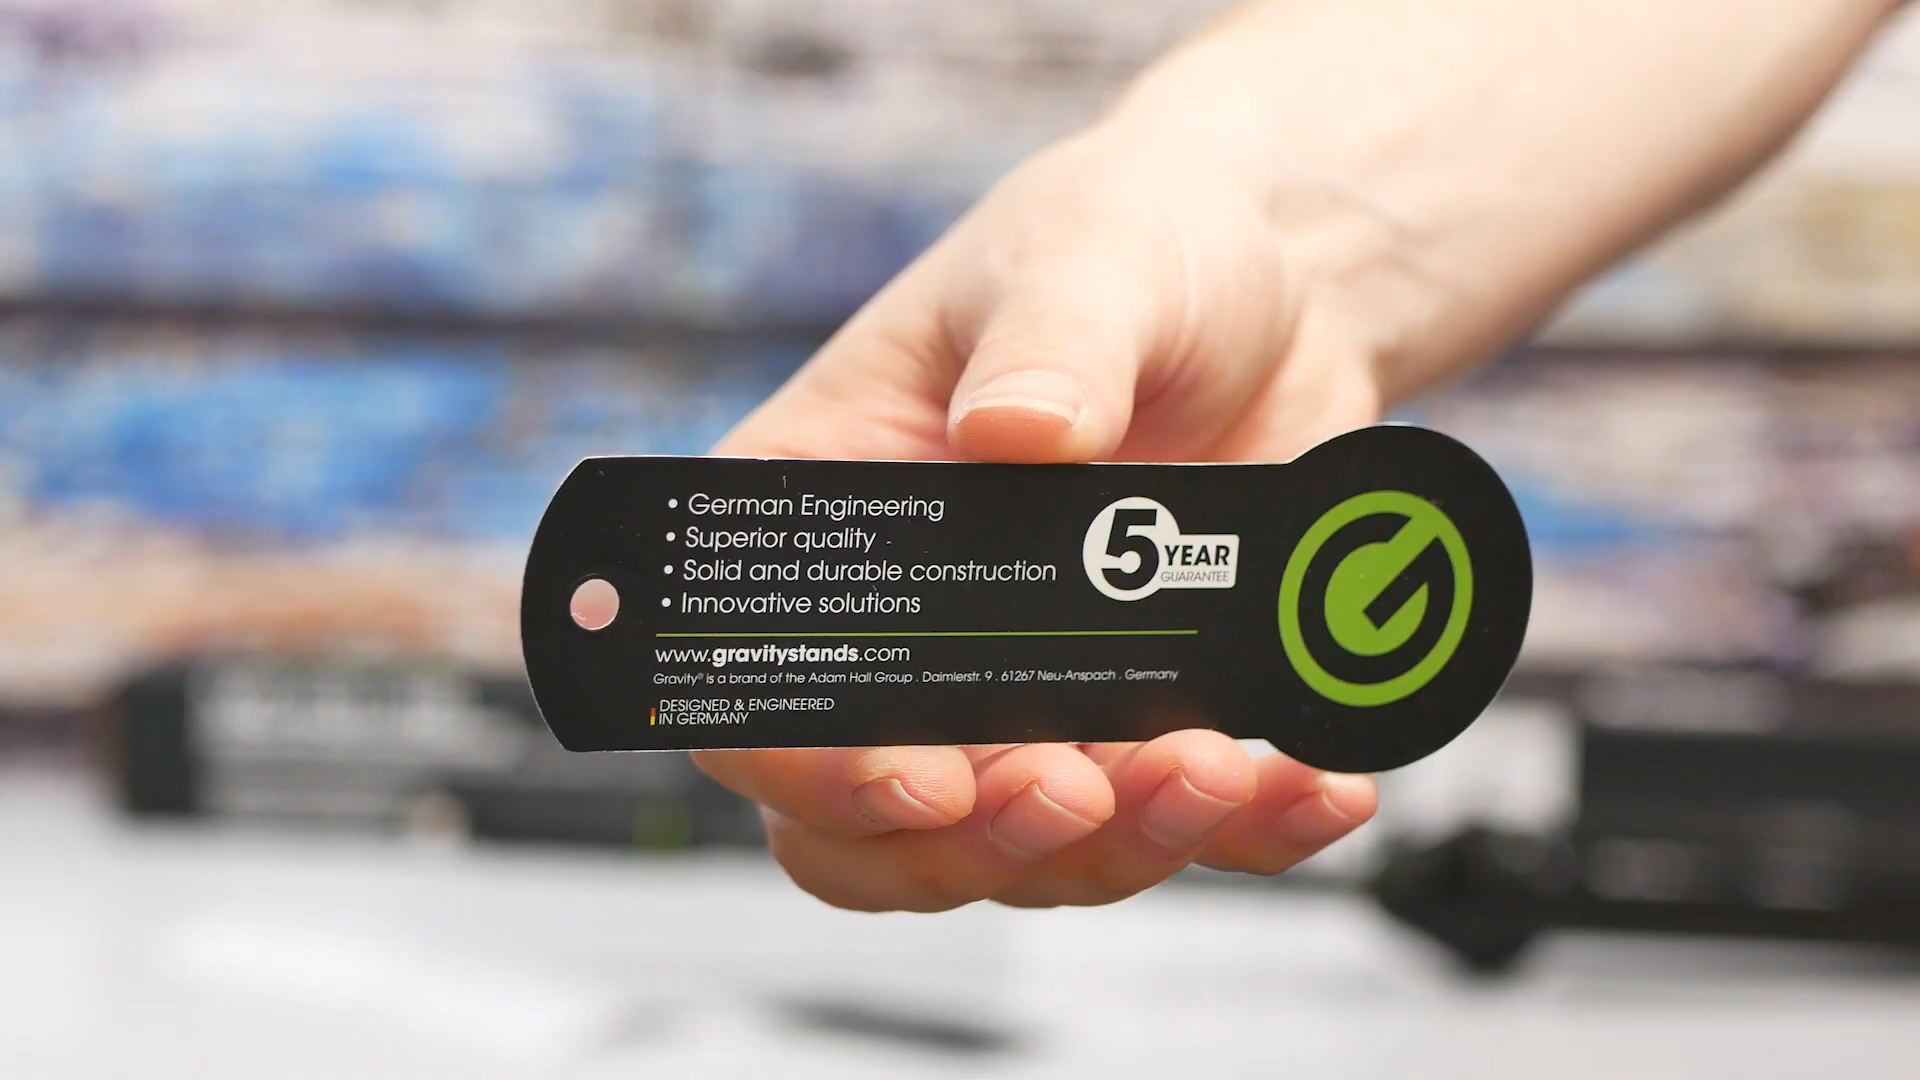 • German Engineering
• Superior quality
• Solid and durable construction
• Innovative solutions
5 YEAR
GUARANTEE
www.gravitystands.com
Gravity® is a brand of the Adam Hall Group . Daimlerstr. 9 . 61267 Neu-Anspach . Germany
DESIGNED & ENGINEERED
IN GERMANY